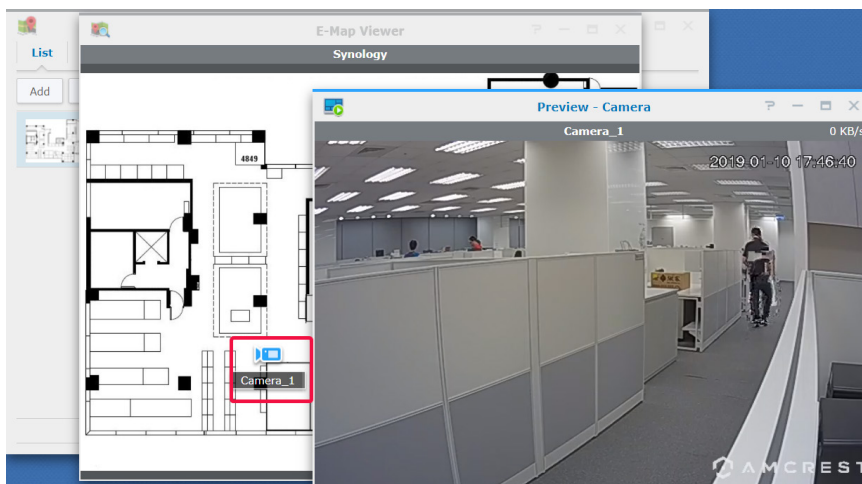 E-Map Viewer
List
Synology
Add
Preview - Camera
Camera_1
0 KB/s
2019-01-10 17:46:40
4849
Camera_1
AMCREST